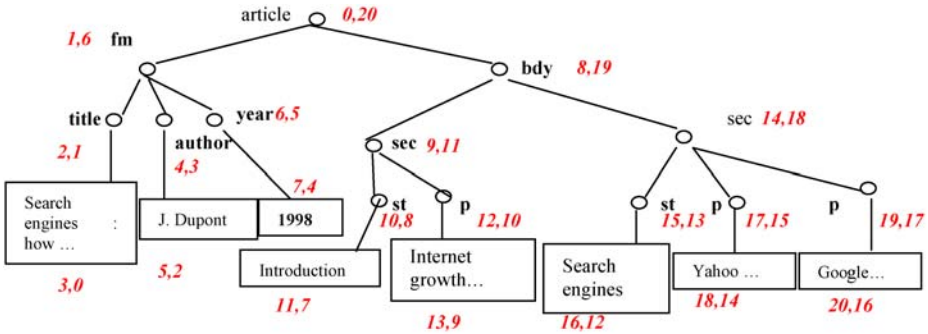 article 0,20
1,6 fm
bdy 8,19
title
year 6,5
sec 14,18
author
2,1
4,3
sec 9,11
7,4
Search
engines :
how …
J. Dupont
1998
st
p
10,8
12,10
st
15,13
p
17,15
p
19,17
3,0
5,2
Introduction
Internet
growth…
Search
engines
Yahoo …
Google…
11,7
13,9
16,12
18,14
20,16